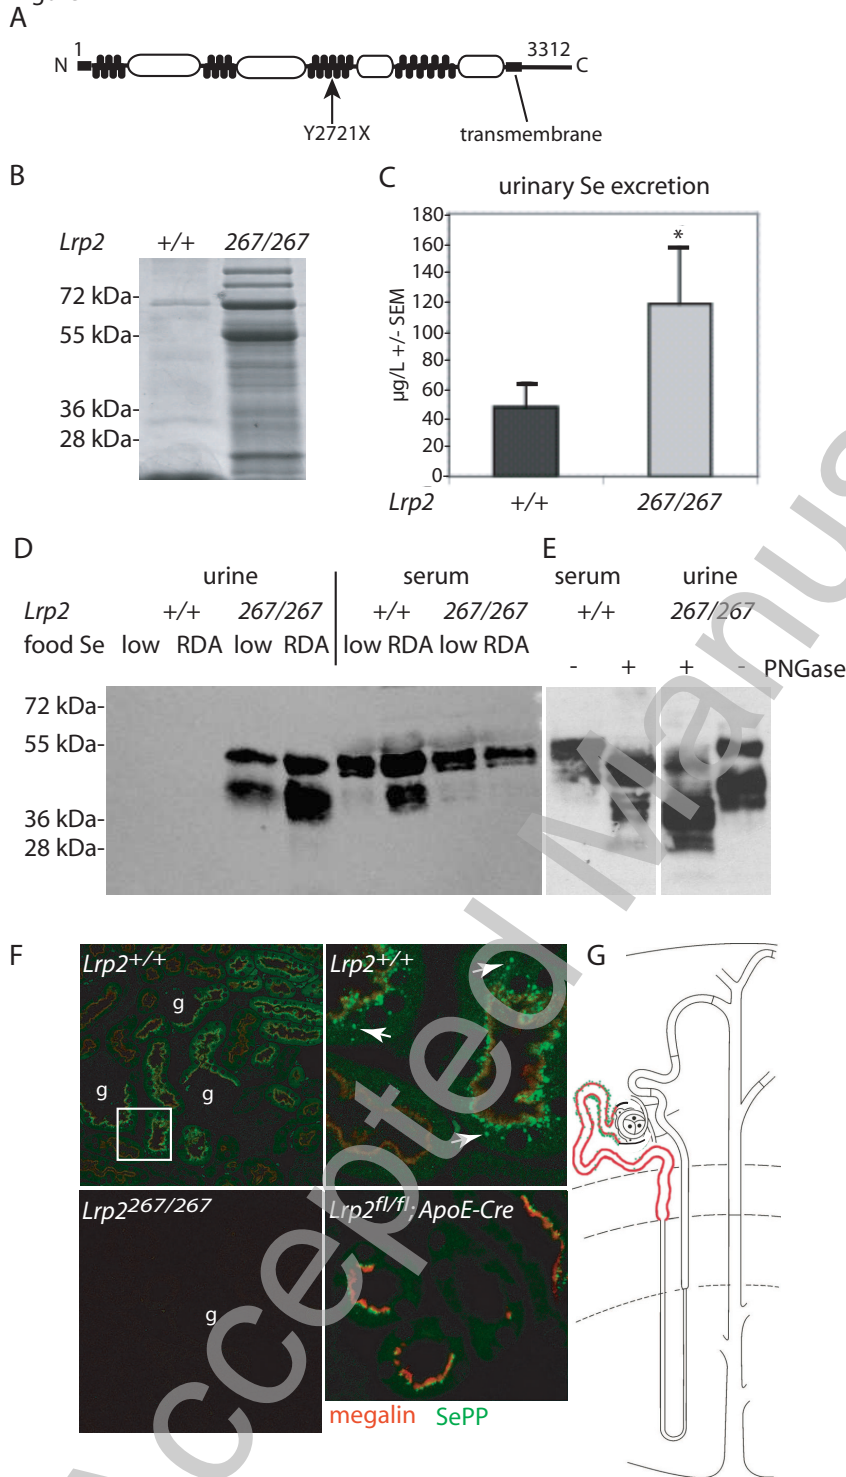 A
N 1 3312 C
Y2721X transmembrane
B
Lrp2 +/+ 267/267
72 kDa-
55 kDa-
36 kDa-
28 kDa-
C
urinary Se excretion
µg/L +/- SEM
180
160
140
120
100
80
60
40
20
0
*
Lrp2 +/+ 267/267
D
urine serum
Lrp2 +/+ 267/267 +/+ 267/267
food Se low RDA low RDA low RDA low RDA
72 kDa-
55 kDa-
36 kDa-
28 kDa-
E
serum urine
+/+ 267/267
- + + - PNGase
F
Lrp2+/+ Lrp2+/+
g
g g
Lrp2267/267 Lrp2fl/fl; ApoE-Cre
g
megalin SePP
G
Accepted Manus